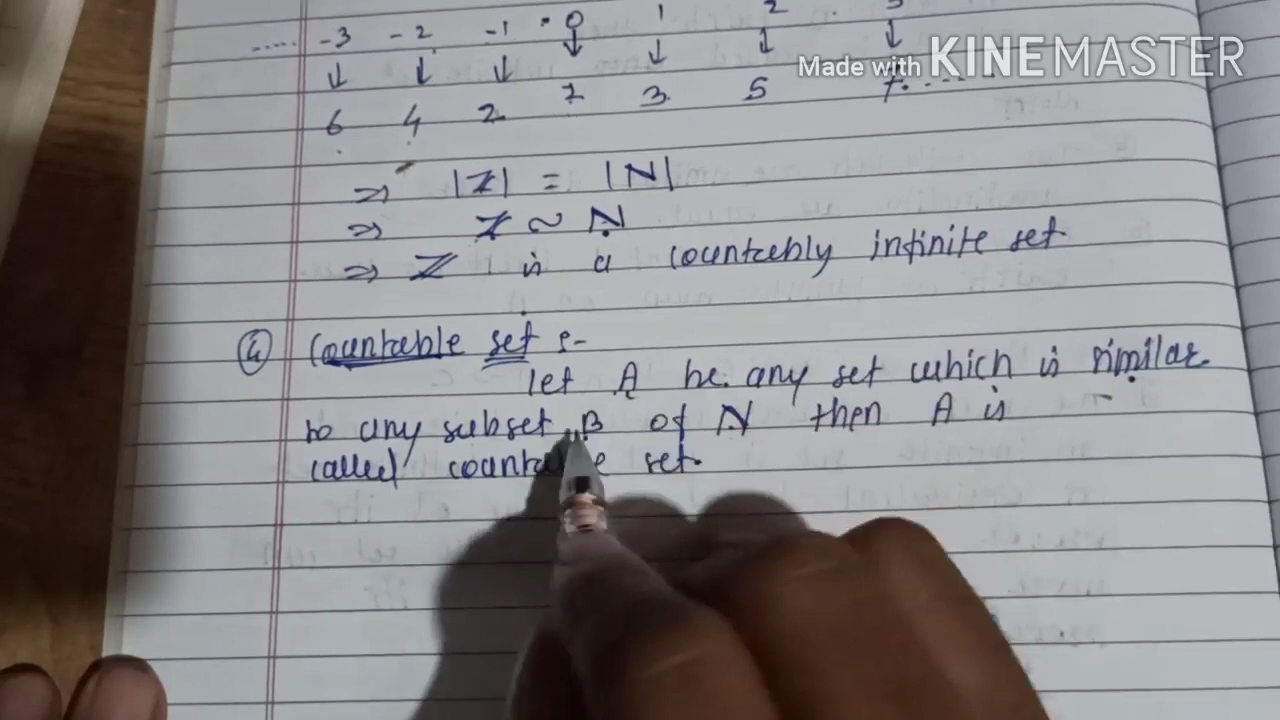 ..... -3 -2 -1 0 1 2 3
Made with KINEMASTER
↓ ↓ ↓ ↓ ↓ ↓ ↓
6 4 2 1 3 5 7 .....
⇒ |Z| = |N|
⇒ Z ~ N
⇒ Z is a countably infinite set
④ Countable set :-
let A be any set which is similar
to any subset B of N then A is
called set.